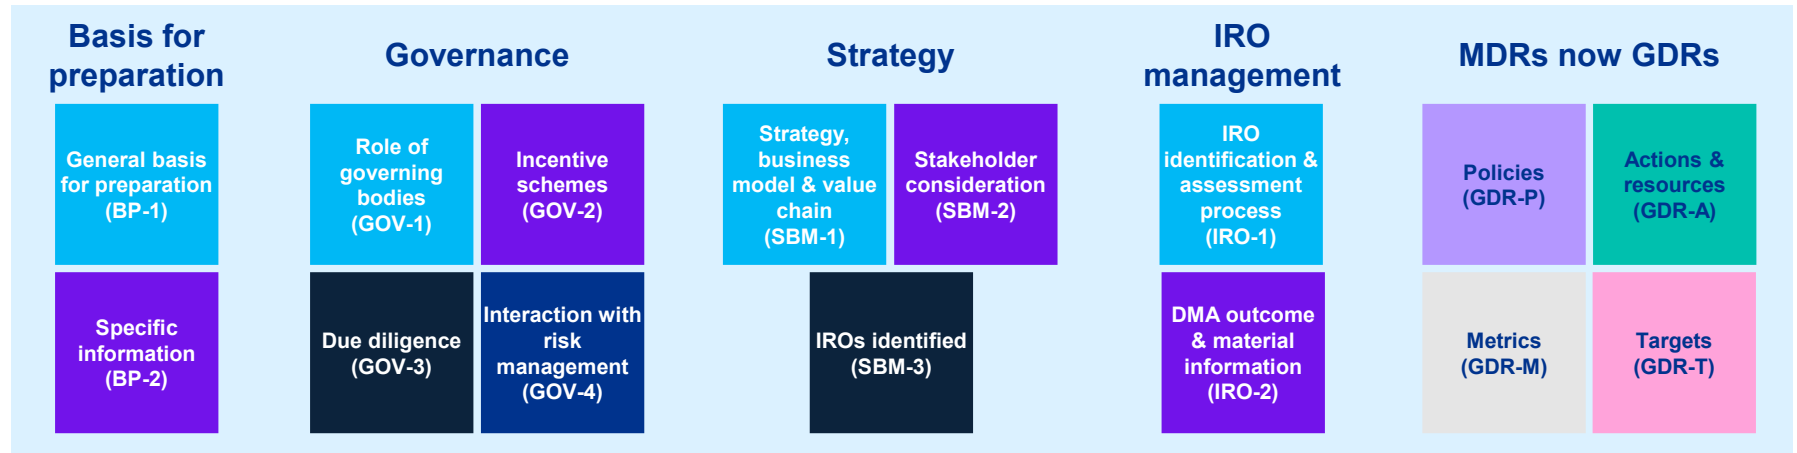 Basis for
preparation
Governance
Strategy
IRO
management
MDRs now GDRs
General basis
for preparation
(BP-1)
Role of
governing
bodies
(GOV-1)
Incentive
schemes
(GOV-2)
Strategy,
business
model & value
chain
(SBM-1)
Stakeholder
consideration
(SBM-2)
IRO
identification &
assessment
process
(IRO-1)
Policies
(GDR-P)
Actions &
resources
(GDR-A)
Specific
information
(BP-2)
Due diligence
(GOV-3)
Interaction with
risk
management
(GOV-4)
IROs identified
(SBM-3)
DMA outcome
& material
information
(IRO-2)
Metrics
(GDR-M)
Targets
(GDR-T)